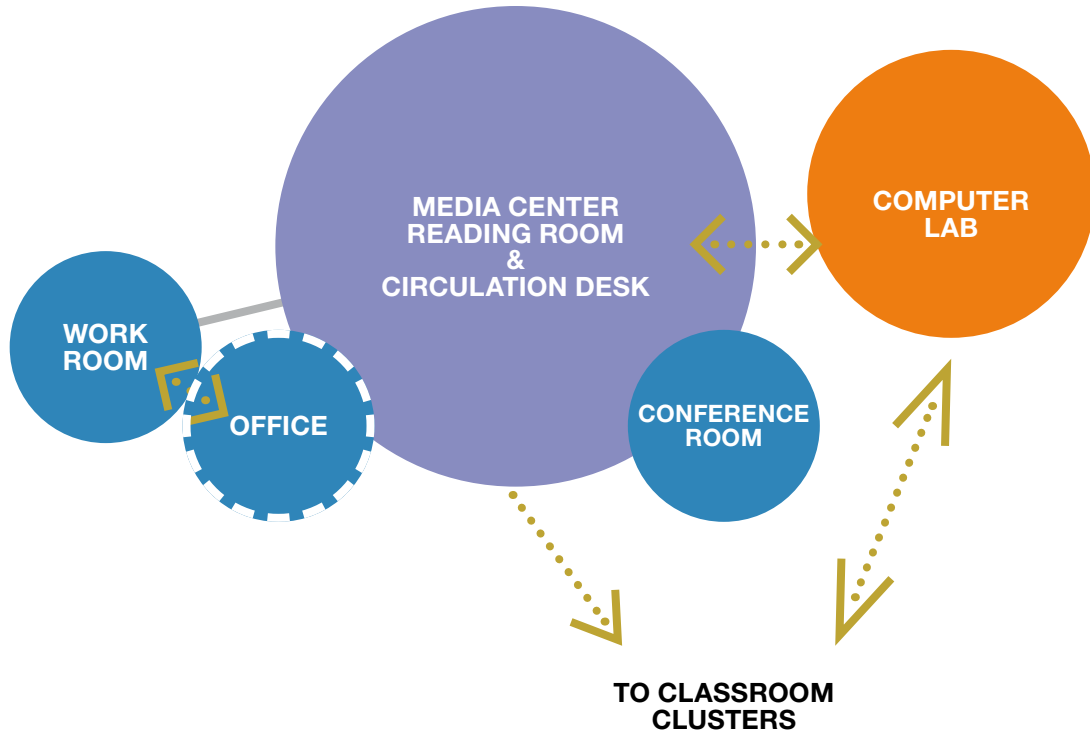 MEDIA CENTER
READING ROOM
&
CIRCULATION DESK
COMPUTER
LAB
WORK
ROOM
OFFICE
CONFERENCE
ROOM
TO CLASSROOM
CLUSTERS